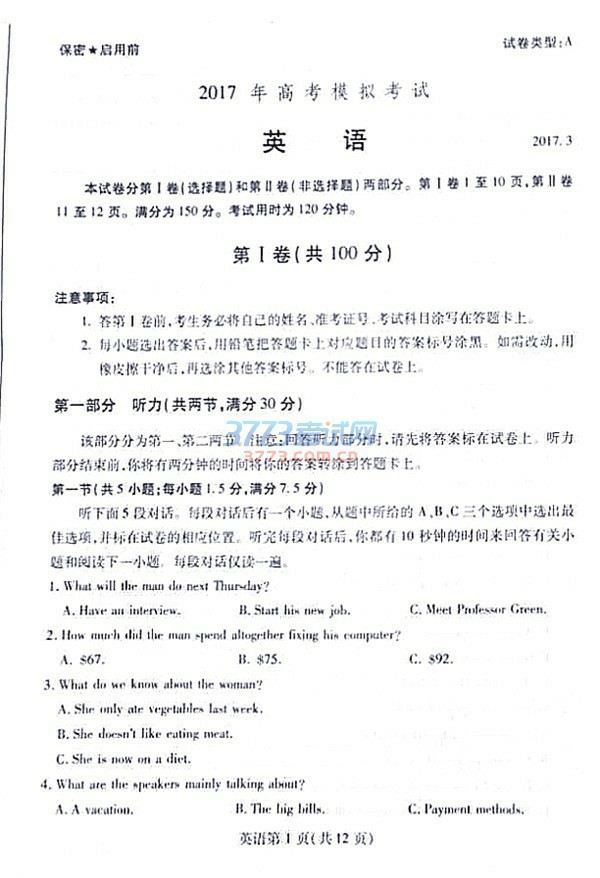 保密★启用前
试卷类型:A
2017 年高考模拟考试
英 语
2017.3
本试卷分第Ⅰ卷(选择题)和第Ⅱ卷(非选择题)两部分。第Ⅰ卷1至10页,第Ⅱ卷
11至12页。满分为150分。考试用时为120分钟。
第Ⅰ卷(共100分)
注意事项:
1. 答第Ⅰ卷前,考生务必将自己的姓名、准考证号、考试科目涂写在答题卡上。
2. 每小题选出答案后,用铅笔把答题卡上对应题目的答案标号涂黑。如需改动,用
橡皮擦干净后,再选涂其他答案标号。不能答在试卷上。
第一部分 听力(共两节,满分30分)
3773考试网
www.3773.com.cn
该部分分为第一、第二两节 注意:回答听力部分时,请先将答案标在试卷上。听力
部分结束前,你将有两分钟的时间将你的答案转涂到答题卡上。
第一节(共5小题;每小题1.5分,满分7.5分)
听下面5段对话。每段对话后有一个小题,从题中所给的A、B、C三个选项中选出最
佳选项,并标在试卷的相应位置。听完每段对话后,你都有10秒钟的时间来回答有关小
题和阅读下一小题。每段对话仅读一遍。
1. What will the man do next Thursday?
A. Have an interview. B. Start his new job. C. Meet Professor Green.
2. How much did the man spend altogether fixing his computer?
A. $67. B. $75. C. $92.
3. What do we know about the woman?
A. She only ate vegetables last week.
B. She doesn't like eating meat.
C. She is now on a diet.
4. What are the speakers mainly talking about?
A. A vacation. B. The big bills. C. Payment methods.
英语第1页(共12页)